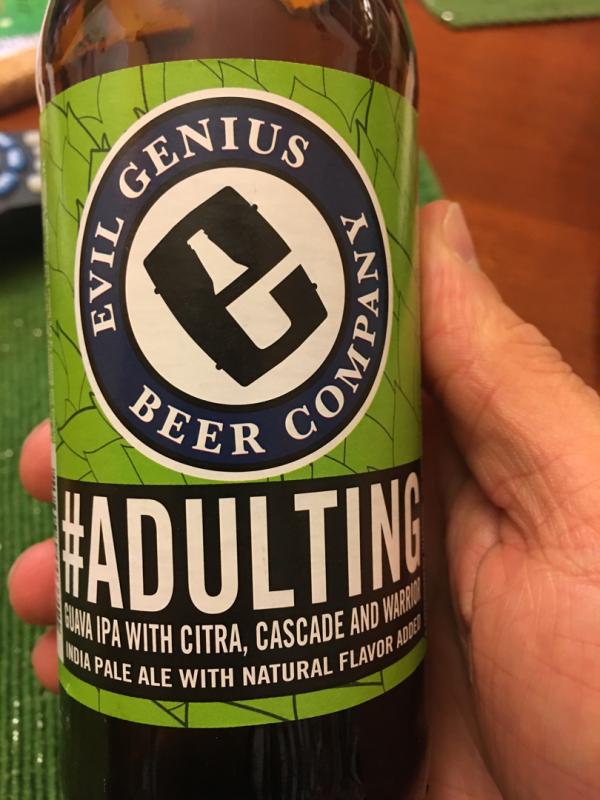 EVIL GENIUS
BEER COMPANY
#ADULTING
GUAVA IPA WITH CITRA, CASCADE AND WARRIOR
INDIA PALE ALE WITH NATURAL FLAVOR ADDED